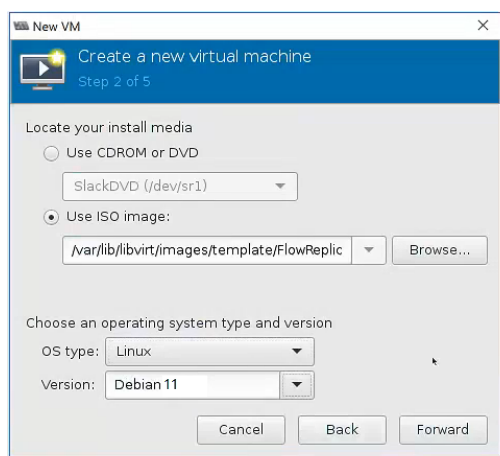 New VM
Create a new virtual machine
Step 2 of 5
Locate your install media
Use CDROM or DVD
SlackDVD (/dev/sr1)
Use ISO image:
/var/lib/libvirt/images/template/FlowReplic
Browse...
Choose an operating system type and version
OS type: Linux
Version: Debian 11
Cancel Back Forward